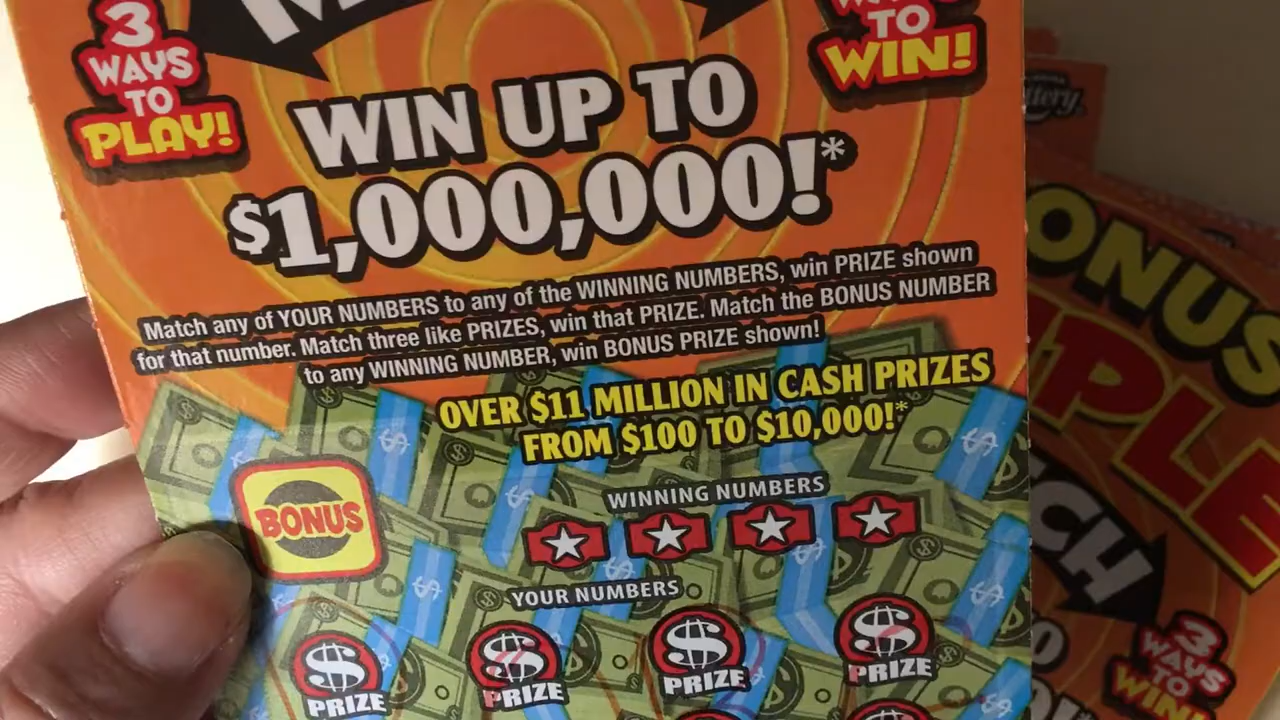 3
WAYS
TO
PLAY!
TO
WIN!
WIN UP TO
$1,000,000!*
Match any of YOUR NUMBERS to any of the WINNING NUMBERS, win PRIZE shown
for that number. Match three like PRIZES, win that PRIZE. Match the BONUS NUMBER
to any WINNING NUMBER, win BONUS PRIZE shown!
OVER $11 MILLION IN CASH PRIZES
FROM $100 TO $10,000!*
BONUS
WINNING NUMBERS
YOUR NUMBERS
$ PRIZE
$ PRIZE
$ PRIZE
$ PRIZE
3
WAYS
TO
WIN!